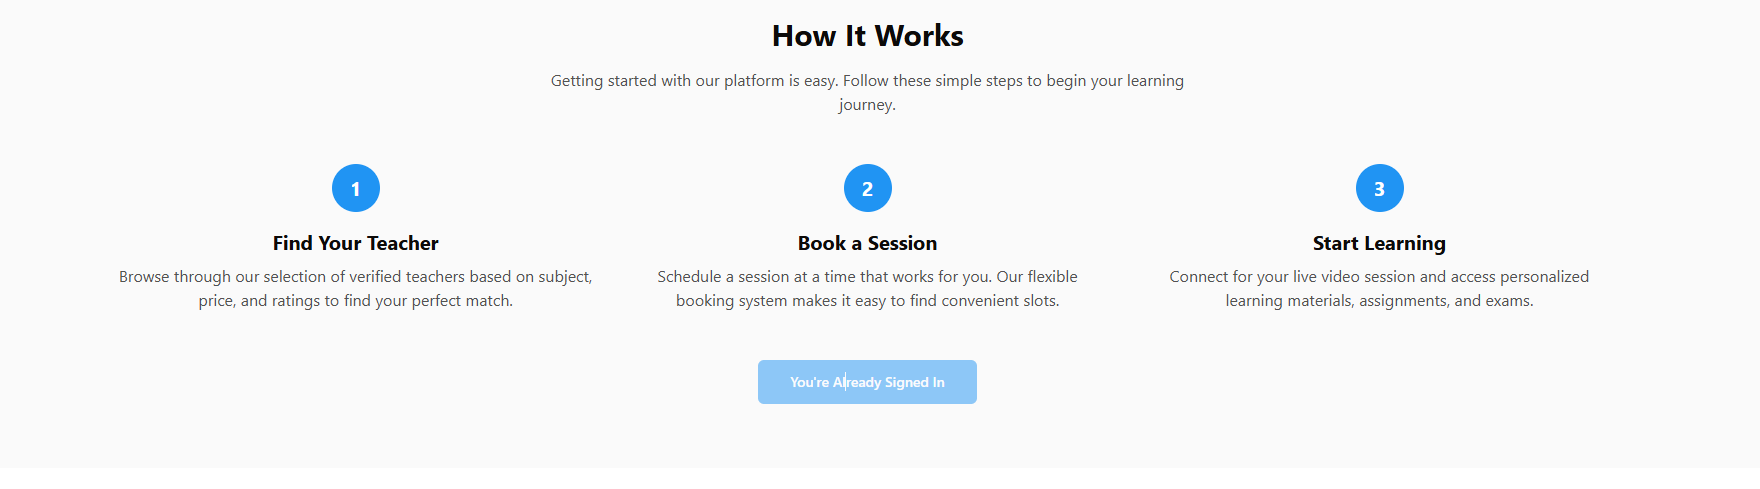 How It Works
Getting started with our platform is easy. Follow these simple steps to begin your learning
journey.
1
Find Your Teacher
Browse through our selection of verified teachers based on subject,
price, and ratings to find your perfect match.
2
Book a Session
Schedule a session at a time that works for you. Our flexible
booking system makes it easy to find convenient slots.
3
Start Learning
Connect for your live video session and access personalized
learning materials, assignments, and exams.
You're Already Signed In